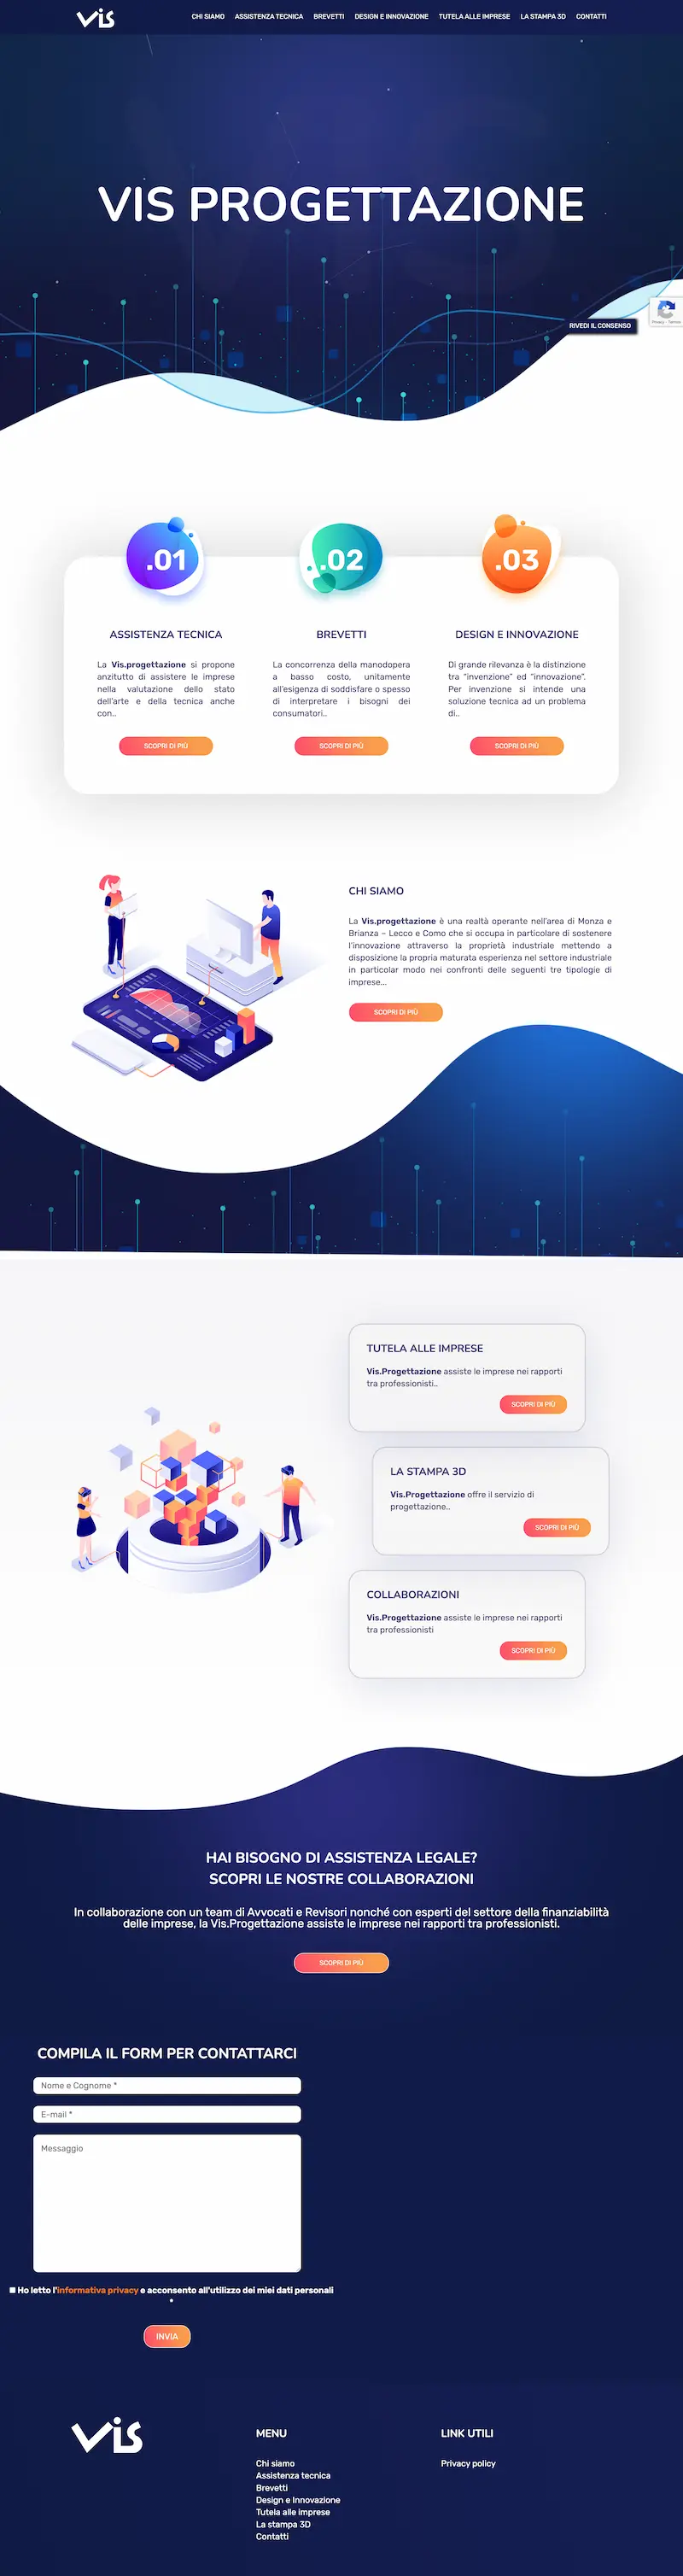 VIS
CHI SIAMO ASSISTENZA TECNICA BREVETTI DESIGN E INNOVAZIONE TUTELA ALLE IMPRESE LA STAMPA 3D CONTATTI
VIS PROGETTAZIONE
RIVEDI IL CONSENSO
Privacy - Termini
.01
.02
.03
ASSISTENZA TECNICA
La Vis.progettazione si propone
anzitutto di assistere le imprese
nella valutazione dello stato
dell'arte e della tecnica anche
con..
SCOPRI DI PIÙ
BREVETTI
La concorrenza della manodopera
a basso costo, unitamente
all'esigenza di soddisfare o spesso
di interpretare i bisogni dei
consumatori..
SCOPRI DI PIÙ
DESIGN E INNOVAZIONE
Di grande rilevanza è la distinzione
tra “invenzione” ed “innovazione”.
Per invenzione si intende una
soluzione tecnica ad un problema
di..
SCOPRI DI PIÙ
CHI SIAMO
La Vis.progettazione è una realtà operante nell'area di Monza e
Brianza – Lecco e Como che si occupa in particolare di sostenere
l'innovazione attraverso la proprietà industriale mettendo a
disposizione la propria maturata esperienza nel settore industriale
in particolar modo nei confronti delle seguenti tre tipologie di
imprese...
SCOPRI DI PIÙ
TUTELA ALLE IMPRESE
Vis.Progettazione assiste le imprese nei rapporti
tra professionisti..
SCOPRI DI PIÙ
LA STAMPA 3D
Vis.Progettazione offre il servizio di
progettazione..
SCOPRI DI PIÙ
COLLABORAZIONI
Vis.Progettazione assiste le imprese nei rapporti
tra professionisti
SCOPRI DI PIÙ
HAI BISOGNO DI ASSISTENZA LEGALE?
SCOPRI LE NOSTRE COLLABORAZIONI
In collaborazione con un team di Avvocati e Revisori nonché con esperti del settore della finanziabilità
delle imprese, la Vis.Progettazione assiste le imprese nei rapporti tra professionisti.
SCOPRI DI PIÙ
COMPILA IL FORM PER CONTATTARCI
Nome e Cognome *
E-mail *
Messaggio
Ho letto l'informativa privacy e acconsento all'utilizzo dei miei dati personali
*
INVIA
VIS
MENU
Chi siamo
Assistenza tecnica
Brevetti
Design e Innovazione
Tutela alle imprese
La stampa 3D
Contatti
LINK UTILI
Privacy policy